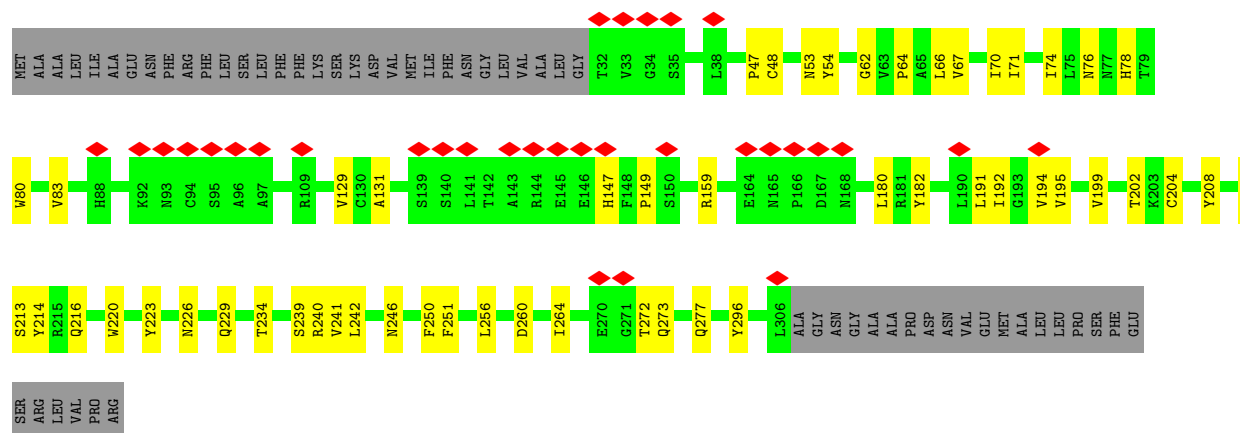 MET ALA ALA LEU ILE ALA GLU ASN PHE ARG PHE LEU SER LEU PHE PHE LYS SER LYS ASP VAL MET ILE PHE ASN GLY LEU VAL ALA LEU GLY T32 V33 G34 S35 L38 P47 C48 N53 Y54 G62 V63 P64 A65 L66 V67 I70 I71 I74 L75 N76 N77 H78 T79
W80 V83 H88 K92 N93 C94 S95 A96 A97 R109 V129 C130 A131 S139 S140 L141 T142 A143 R144 E145 E146 H147 F148 P149 S150 R159 E164 N165 P166 D167 N168 L180 R181 Y182 L190 L191 I192 G193 V194 V195 V199 T202 K203 C204 Y208
S213 Y214 R215 Q216 W220 Y223 N226 Q229 T234 S239 R240 V241 L242 N246 F250 F251 L256 D260 I264 E270 G271 T272 Q273 Q277 Y296 L306 ALA GLY ASN GLY ALA ALA PRO ASP ASN VAL GLU MET ALA LEU LEU PRO SER PHE GLU
SER ARG LEU VAL PRO ARG